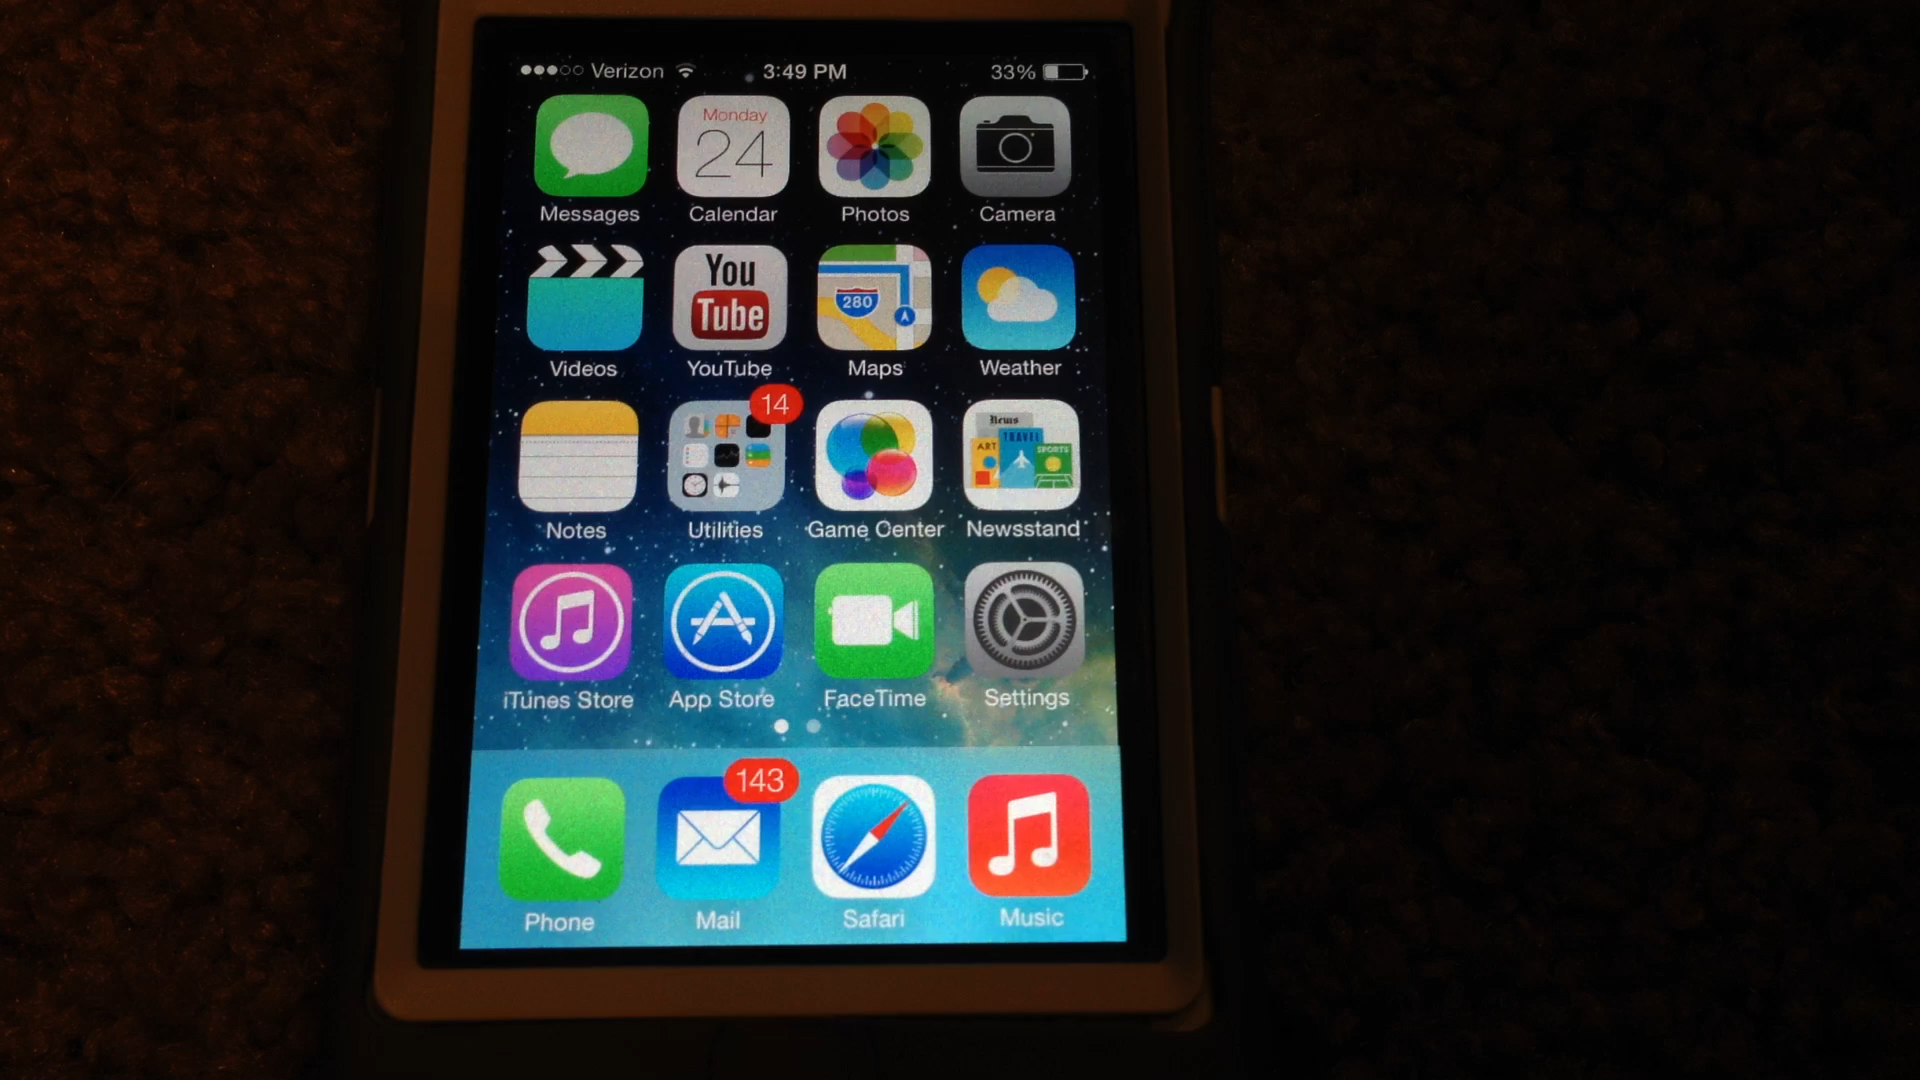 Verizon 3:49 PM 33%
Monday
24
Messages Calendar Photos Camera
You
Tube
280
Videos YouTube Maps Weather
14
News
TRAVEL
ART
SPORTS
Notes Utilities Game Center Newsstand
iTunes Store App Store FaceTime Settings
143
Phone Mail Safari Music